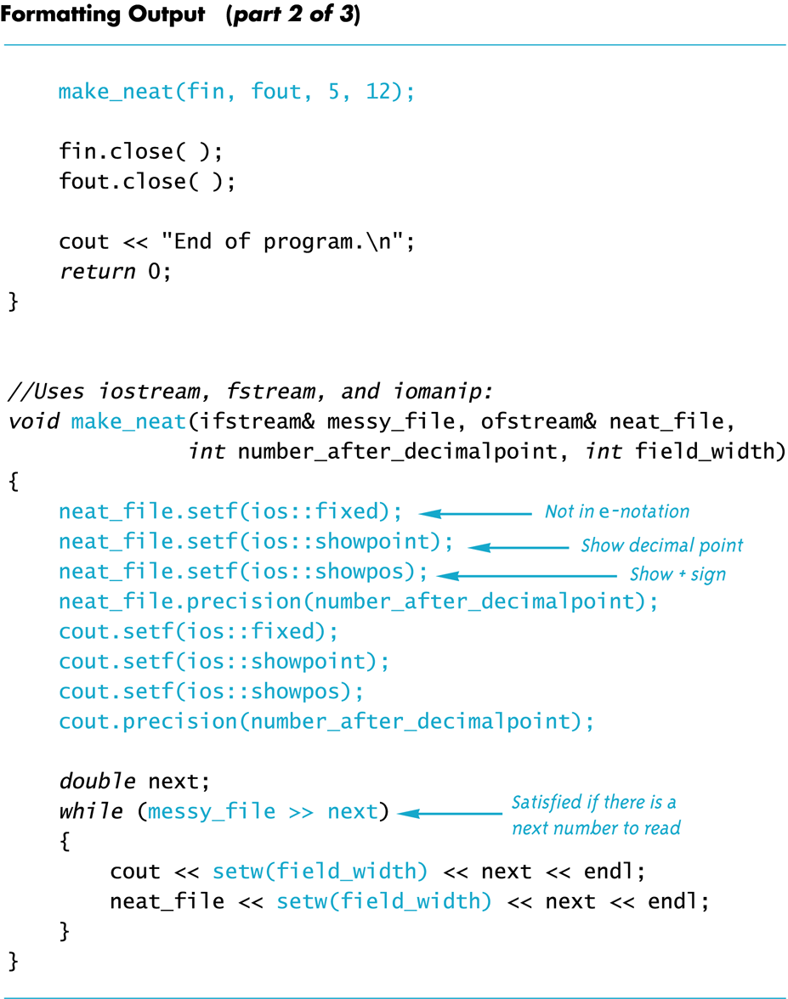 Formatting Output (part 2 of 3)
make_neat(fin, fout, 5, 12);
fin.close( );
fout.close( );
cout << "End of program.\n";
return 0;
}
//Uses iostream, fstream, and iomanip:
void make_neat(ifstream& messy_file, ofstream& neat_file,
int number_after_decimalpoint, int field_width)
{
neat_file.setf(ios::fixed); Not in e-notation
neat_file.setf(ios::showpoint); Show decimal point
neat_file.setf(ios::showpos); Show + sign
neat_file.precision(number_after_decimalpoint);
cout.setf(ios::fixed);
cout.setf(ios::showpoint);
cout.setf(ios::showpos);
cout.precision(number_after_decimalpoint);
double next;
while (messy_file >> next) Satisfied if there is a
next number to read
{
cout << setw(field_width) << next << endl;
neat_file << setw(field_width) << next << endl;
}
}